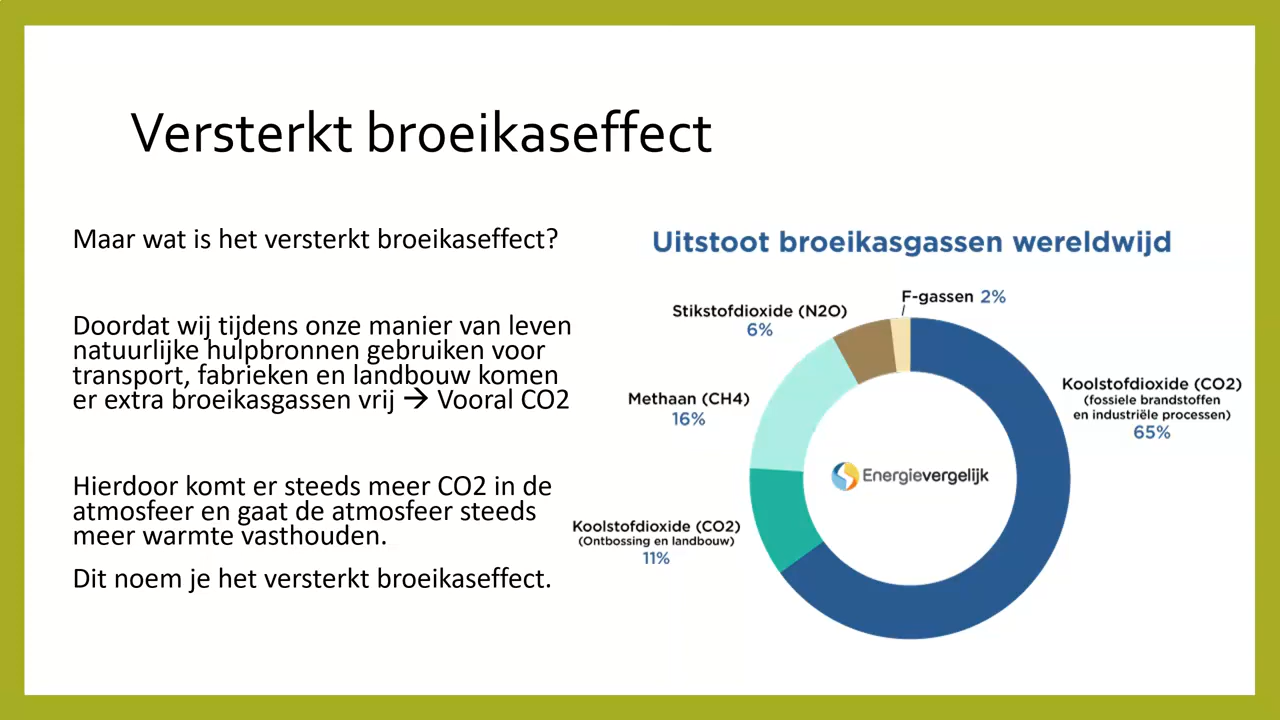 Versterkt broeikaseffect
Maar wat is het versterkt broeikaseffect?
Doordat wij tijdens onze manier van leven
natuurlijke hulpbronnen gebruiken voor
transport, fabrieken en landbouw komen
er extra broeikasgassen vrij → Vooral CO2
Hierdoor komt er steeds meer CO2 in de
atmosfeer en gaat de atmosfeer steeds
meer warmte vasthouden.
Dit noem je het versterkt broeikaseffect.
Uitstoot broeikasgassen wereldwijd
F-gassen 2%
Stikstofdioxide (N2O)
6%
Methaan (CH4)
16%
Koolstofdioxide (CO2)
(fossiele brandstoffen
en industriële processen)
65%
Energievergelijk
Koolstofdioxide (CO2)
(Ontbossing en landbouw)
11%